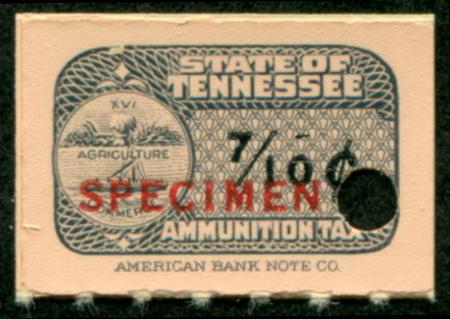 STATE OF
TENNESSEE
XVI
AGRICULTURE
7/10 ¢
SPECIMEN
AMMUNITION TAX
AMERICAN BANK NOTE CO.